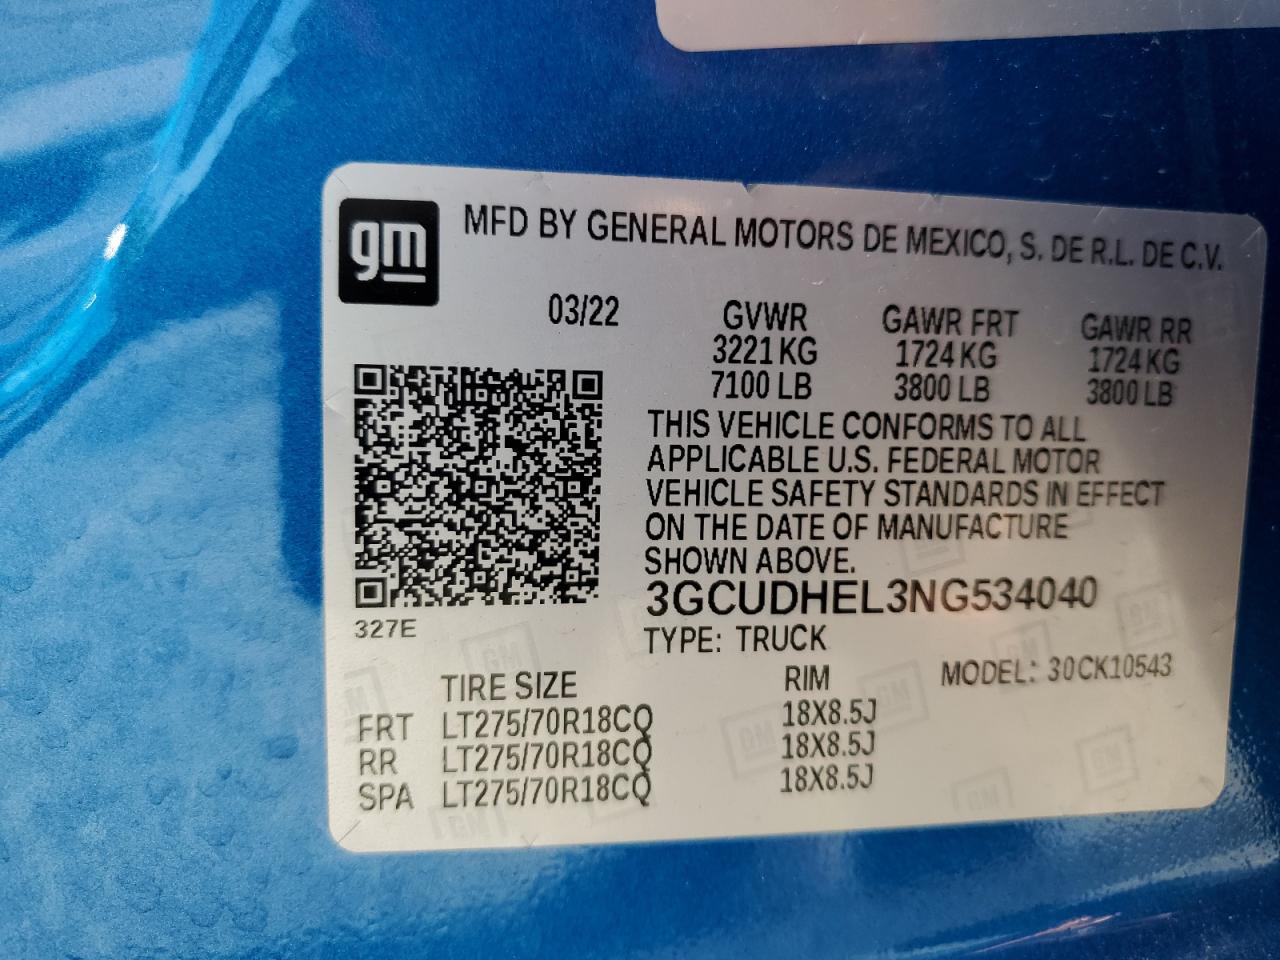 gm
MFD BY GENERAL MOTORS DE MEXICO, S. DE R.L. DE C.V.
03/22
GVWR GAWR FRT GAWR RR
3221 KG 1724 KG 1724 KG
7100 LB 3800 LB 3800 LB
THIS VEHICLE CONFORMS TO ALL
APPLICABLE U.S. FEDERAL MOTOR
VEHICLE SAFETY STANDARDS IN EFFECT
ON THE DATE OF MANUFACTURE
SHOWN ABOVE.
3GCUDHEL3NG534040
327E
TYPE: TRUCK
MODEL: 30CK10543
TIRE SIZE RIM
FRT LT275/70R18CQ 18X8.5J
RR LT275/70R18CQ 18X8.5J
SPA LT275/70R18CQ 18X8.5J